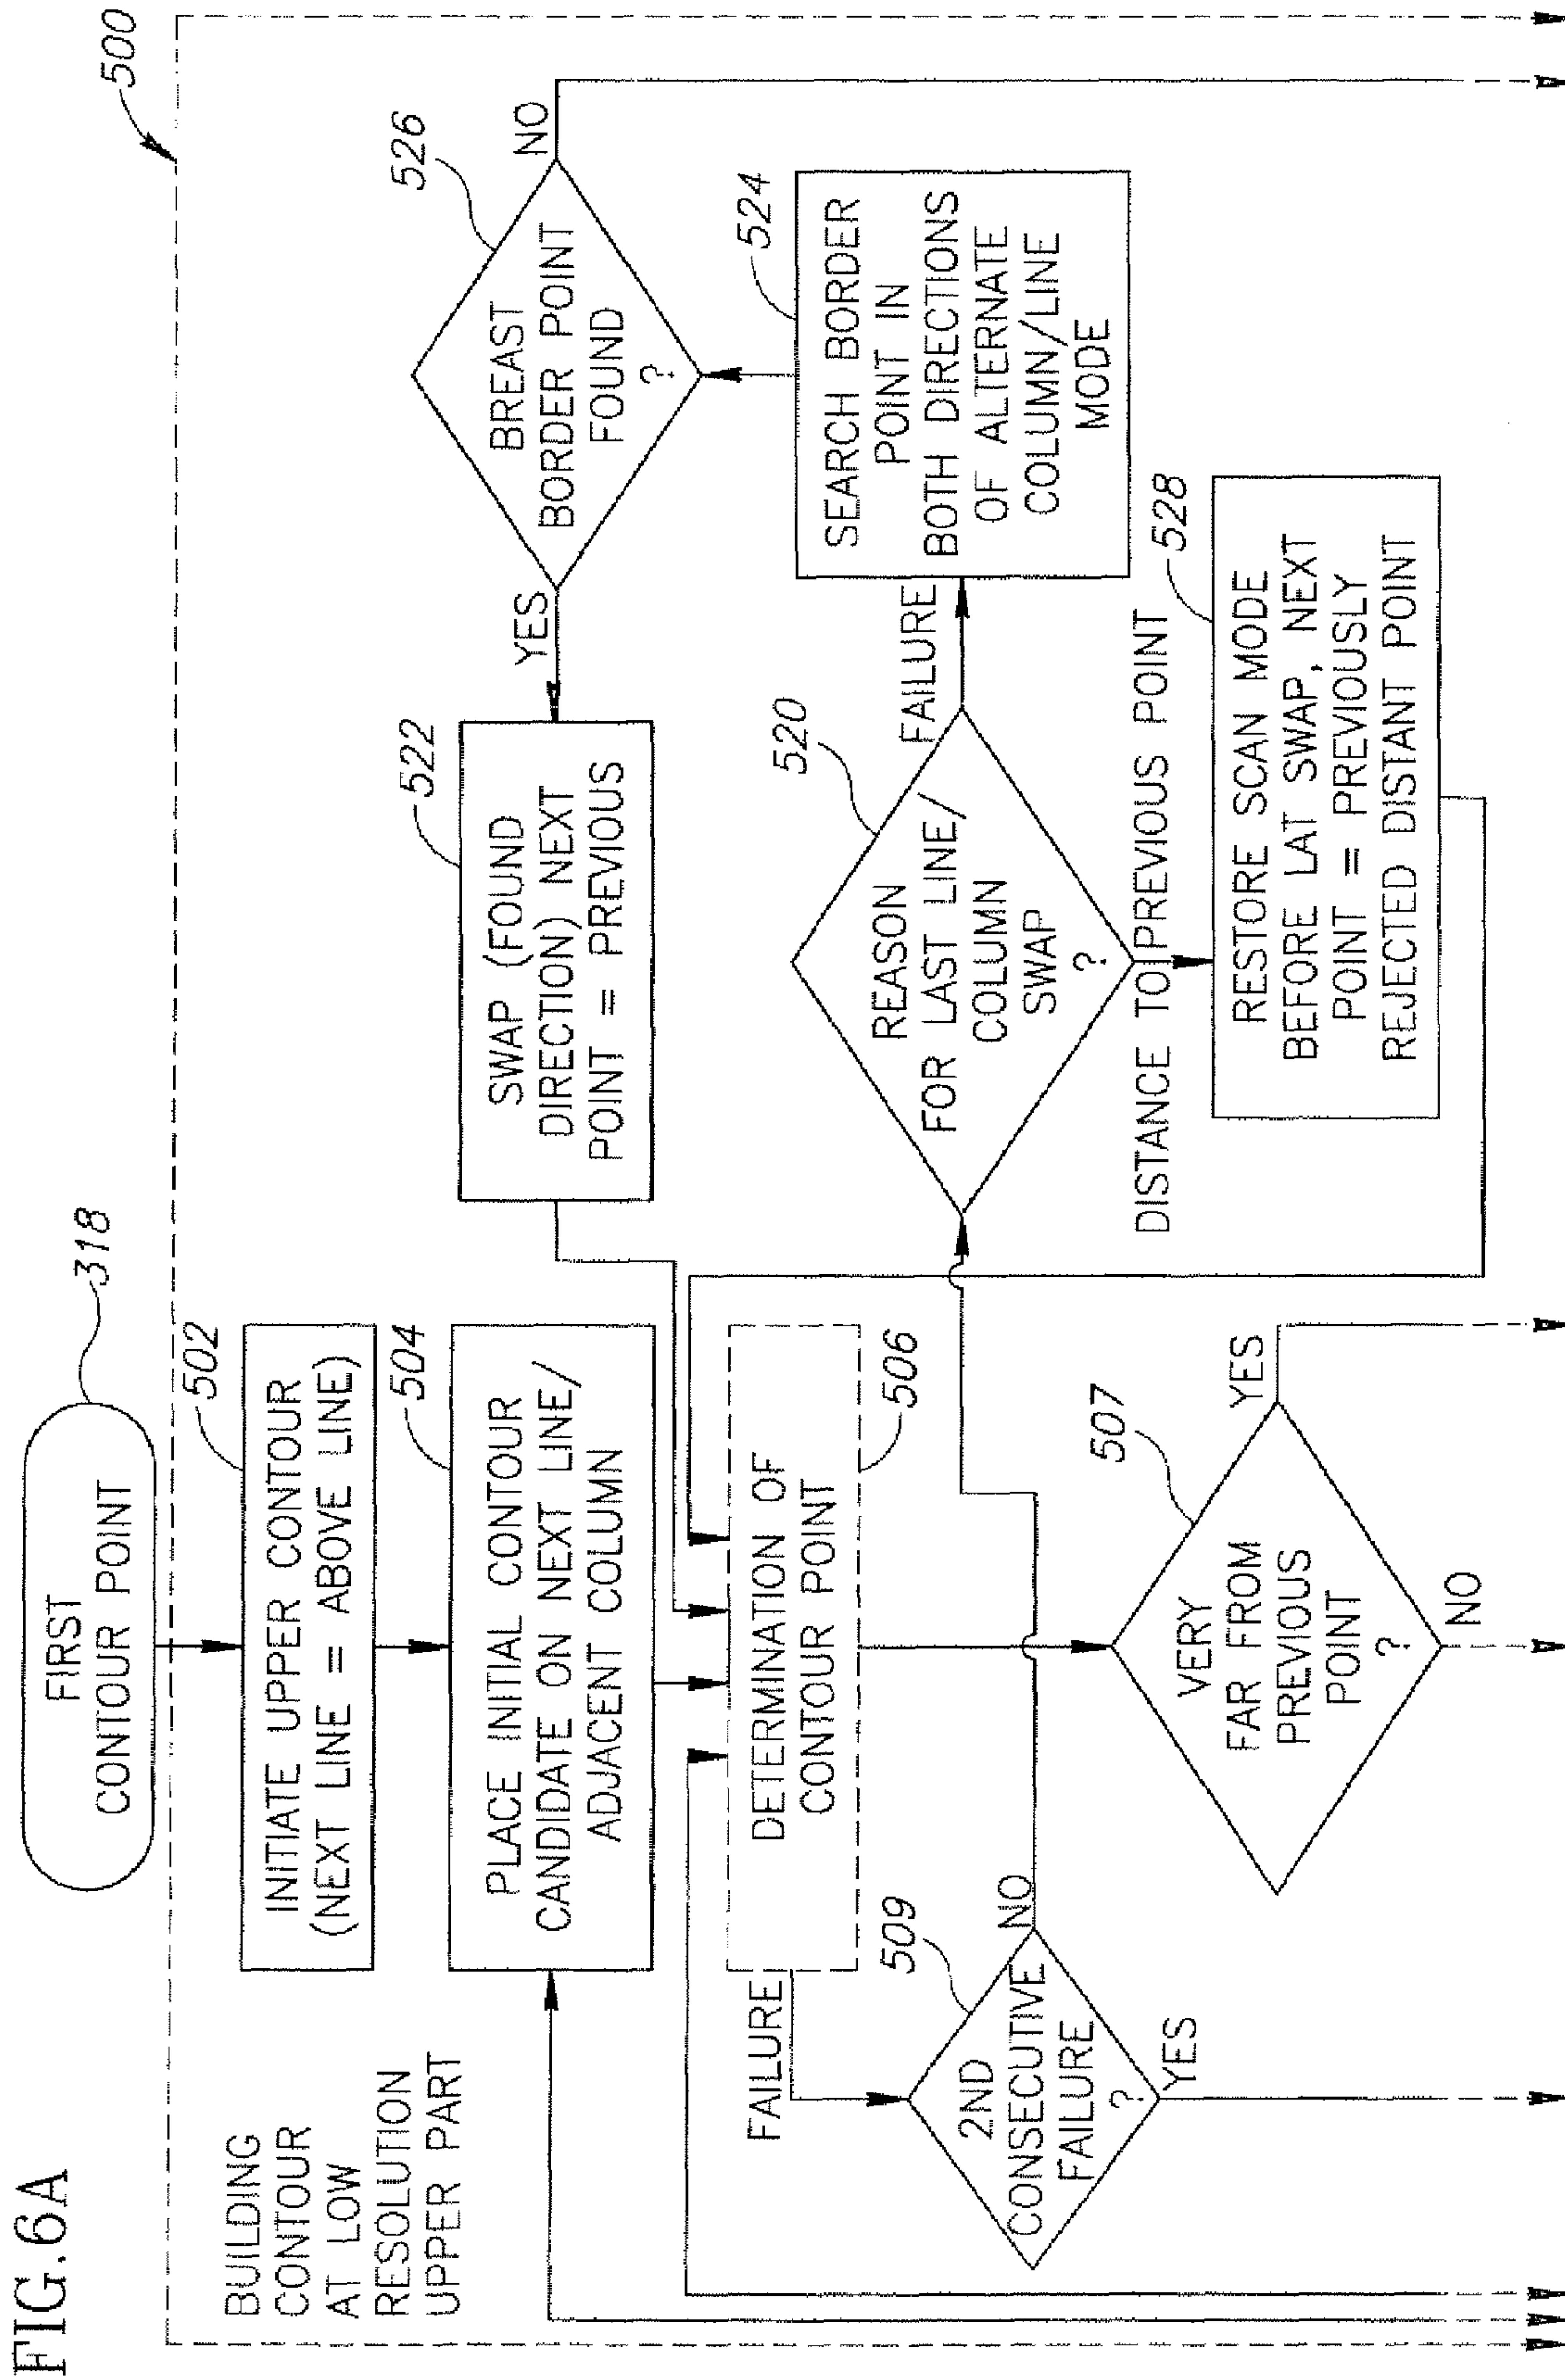 FIG.6A
BUILDING
CONTOUR
AT LOW
RESOLUTION
UPPER PART
500
FIRST
CONTOUR POINT
318
INITIATE UPPER CONTOUR
(NEXT LINE = ABOVE LINE)
502
PLACE INITIAL CONTOUR
CANDIDATE ON NEXT LINE/
ADJACENT COLUMN
504
DETERMINATION OF
CONTOUR POINT
506
FAILURE
2ND
CONSECUTIVE
FAILURE
?
509
NO
YES
VERY
FAR FROM
PREVIOUS
POINT
?
507
YES
NO
SWAP (FOUND
DIRECTION) NEXT
POINT = PREVIOUS
522
YES
BREAST
BORDER POINT
FOUND
?
526
NO
SEARCH BORDER
POINT IN
BOTH DIRECTIONS
OF ALTERNATE
COLUMN/LINE
MODE
524
FAILURE
REASON
FOR LAST LINE/
COLUMN
SWAP
?
520
DISTANCE TO PREVIOUS POINT
RESTORE SCAN MODE
BEFORE LAT SWAP, NEXT
POINT = PREVIOUSLY
REJECTED DISTANT POINT
528